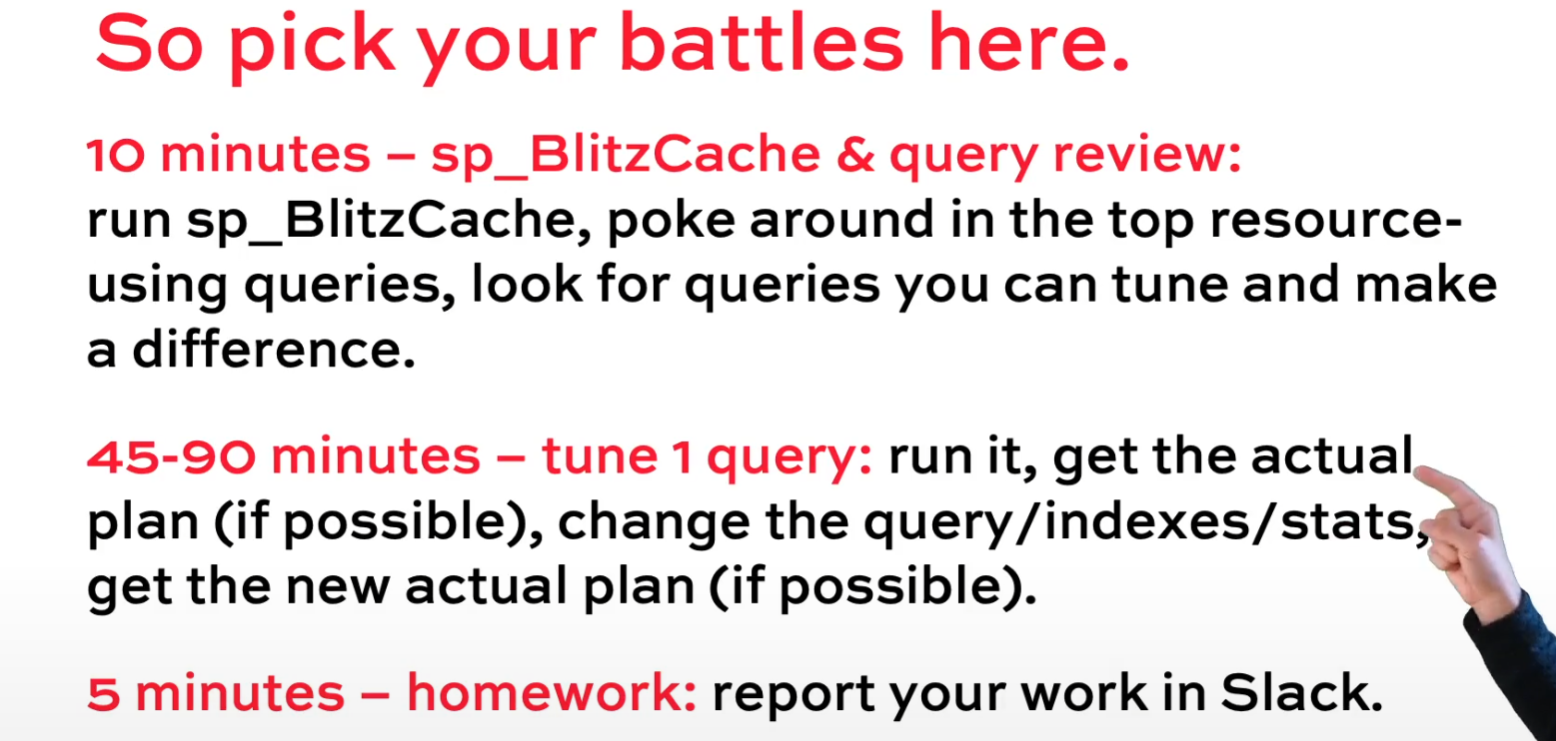 So pick your battles here.
10 minutes – sp_BlitzCache & query review:
run sp_BlitzCache, poke around in the top resource-
using queries, look for queries you can tune and make
a difference.
45-90 minutes – tune 1 query: run it, get the actual
plan (if possible), change the query/indexes/stats,
get the new actual plan (if possible).
5 minutes – homework: report your work in Slack.